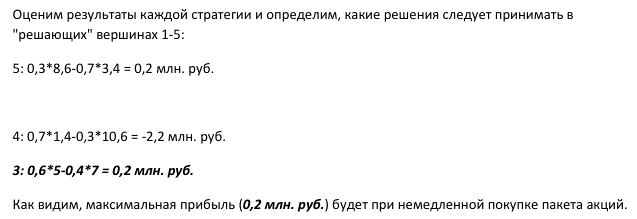 Оценим результаты каждой стратегии и определим, какие решения следует принимать в
"решающих" вершинах 1-5:
5: 0,3*8,6-0,7*3,4 = 0,2 млн. руб.
4: 0,7*1,4-0,3*10,6 = -2,2 млн. руб.
3: 0,6*5-0,4*7 = 0,2 млн. руб.
Как видим, максимальная прибыль (0,2 млн. руб.) будет при немедленной покупке пакета акций.